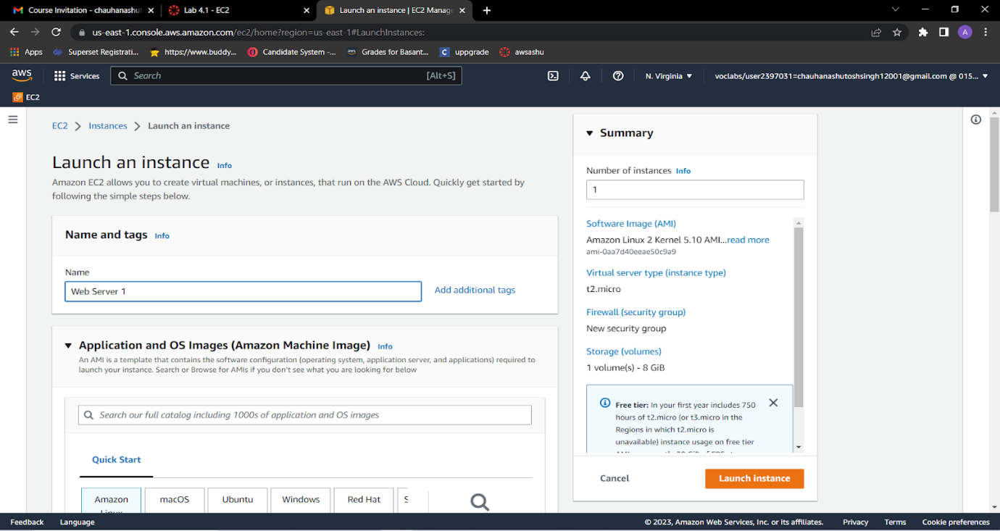 Course Invitation - chauhanashut
Lab 4.1 - EC2
Launch an instance | EC2 Manage
us-east-1.console.aws.amazon.com/ec2/home?region=us-east-1#LaunchInstances:
A
Apps
Superset Registrati...
https://www.buddy...
Candidate System -...
Grades for Basant...
uppgrade
awsashu
aws
Services
Search
[Alt+S]
N. Virginia
voclabs/user2397031=chauhanashutoshsingh12001@gmail.com @ 015...
EC2
EC2
Instances
Launch an instance
Launch an instance Info
Amazon EC2 allows you to create virtual machines, or instances, that run on the AWS Cloud. Quickly get started by
following the simple steps below.
Name and tags Info
Name
Web Server 1
Add additional tags
Application and OS Images (Amazon Machine Image) Info
An AMI is a template that contains the software configuration (operating system, application server, and applications) required to
launch your instance. Search or Browse for AMIs if you don't see what you are looking for below
Search our full catalog including 1000s of application and OS images
Quick Start
Amazon
Linux
macOS
Ubuntu
Windows
Red Hat
S
Summary
Number of instances Info
1
Software Image (AMI)
Amazon Linux 2 Kernel 5.10 AMI...read more
ami-0aa7d40eeae50c9a9
Virtual server type (instance type)
t2.micro
Firewall (security group)
New security group
Storage (volumes)
1 volume(s) - 8 GiB
Free tier: In your first year includes 750
hours of t2.micro (or t3.micro in the
Regions in which t2.micro is
unavailable) instance usage on free tier
Cancel
Launch instance
Feedback
Language
© 2023, Amazon Web Services, Inc. or its affiliates.
Privacy
Terms
Cookie preferences